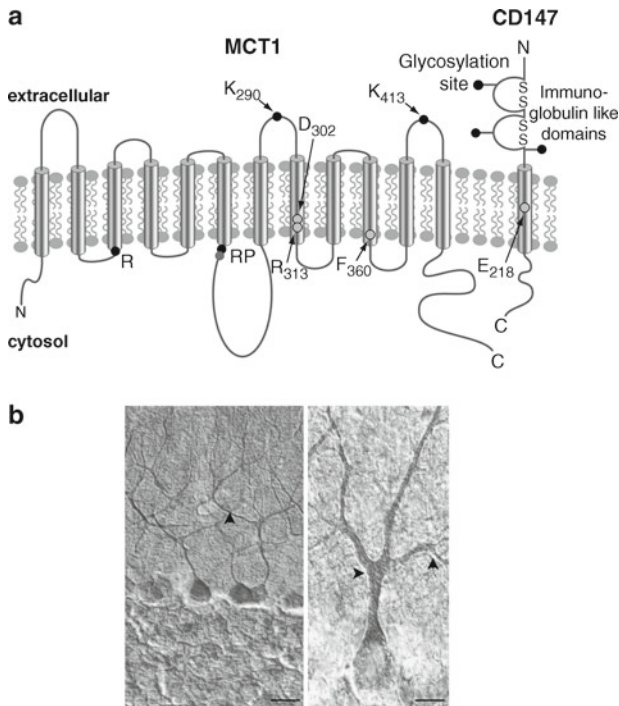 a
MCT1
CD147
extracellular
K290
D302
K413
Glycosylation
site
N
S
S
S
S
Immuno-
globulin like
domains
R
RP
R313
F360
E218
N
cytosol
C
C
b